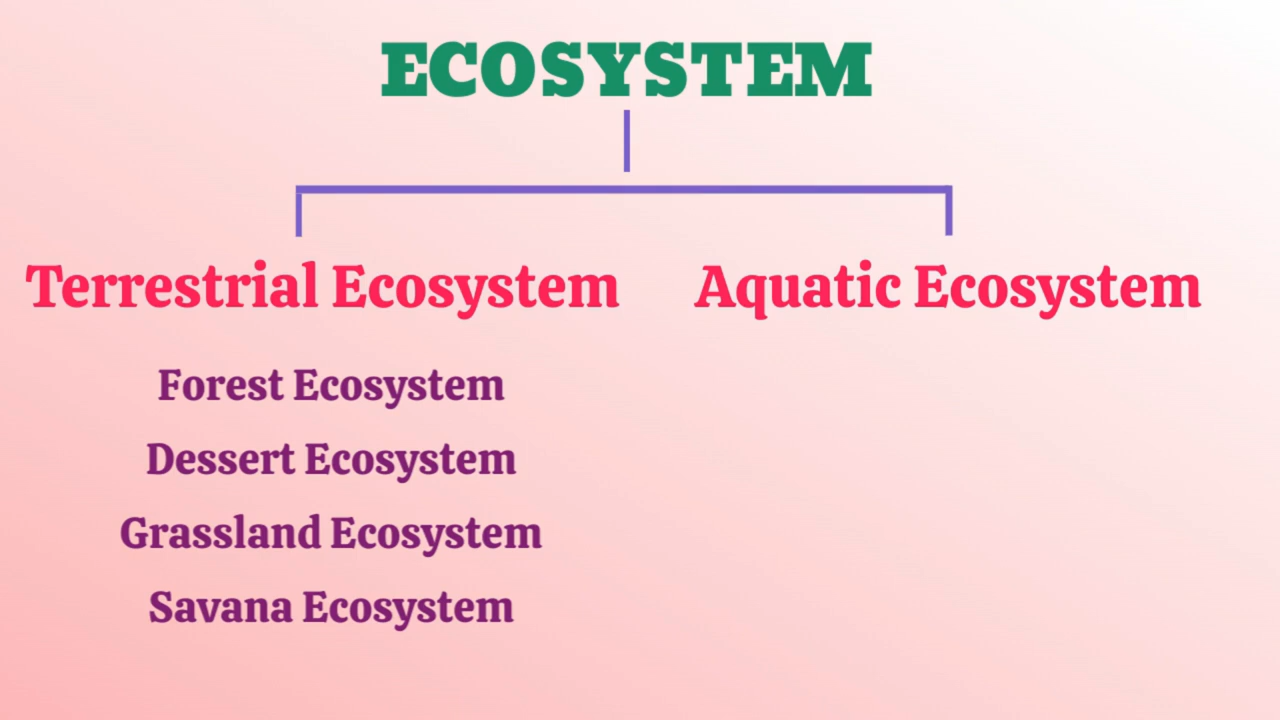 ECOSYSTEM
Terrestrial Ecosystem
Aquatic Ecosystem
Forest Ecosystem
Dessert Ecosystem
Grassland Ecosystem
Savana Ecosystem